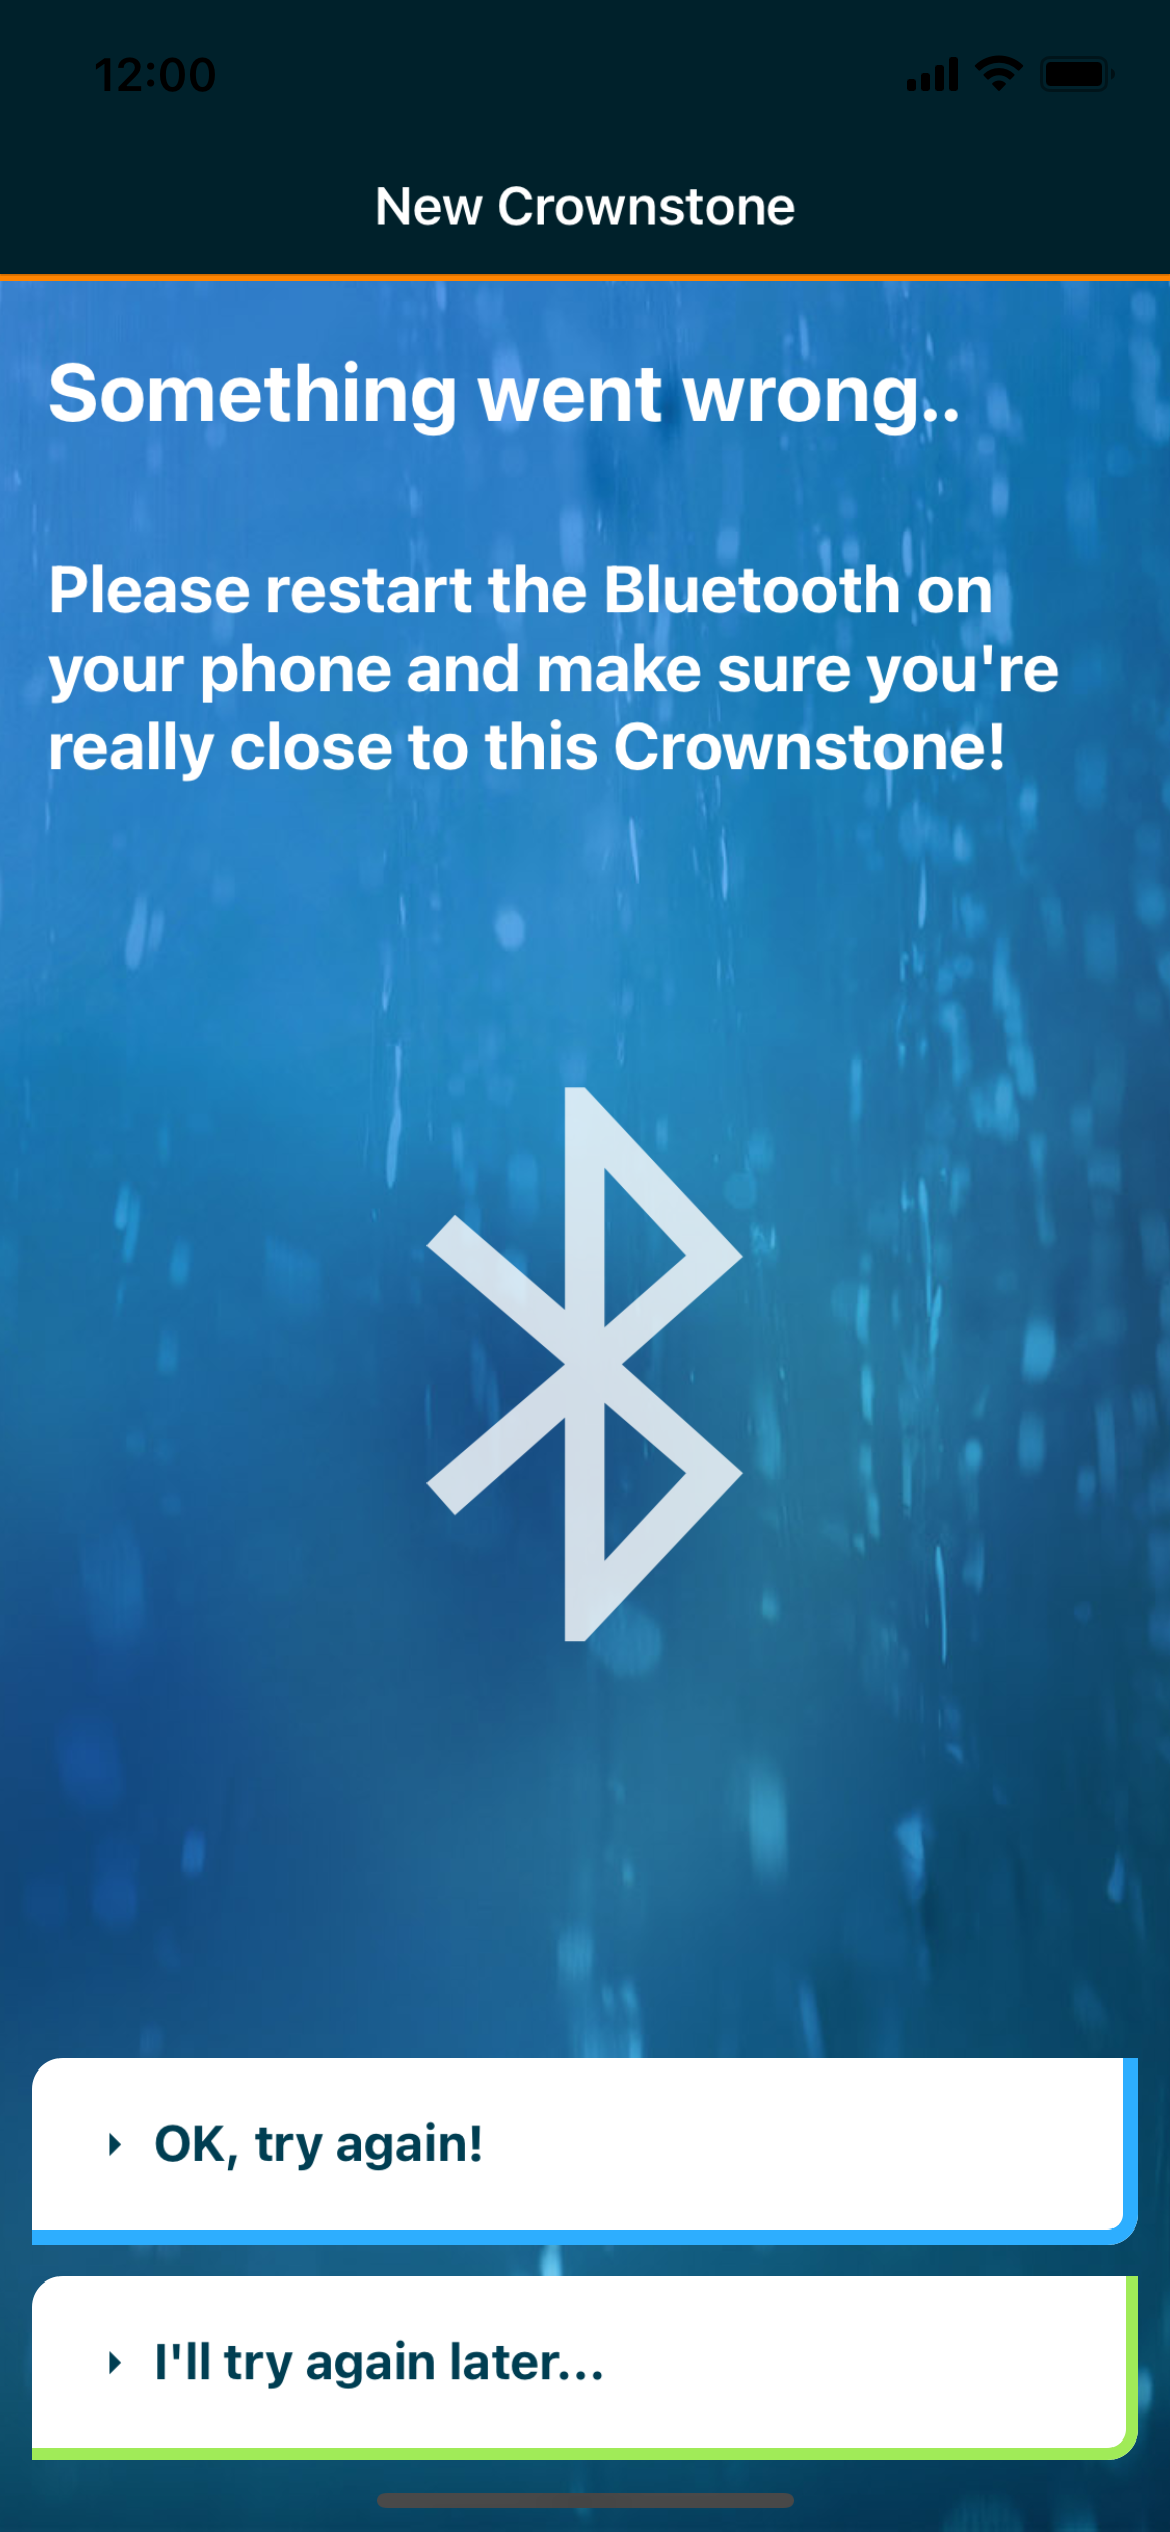 12:00
New Crownstone
Something went wrong..
Please restart the Bluetooth on
your phone and make sure you're
really close to this Crownstone!
OK, try again!
I'll try again later...